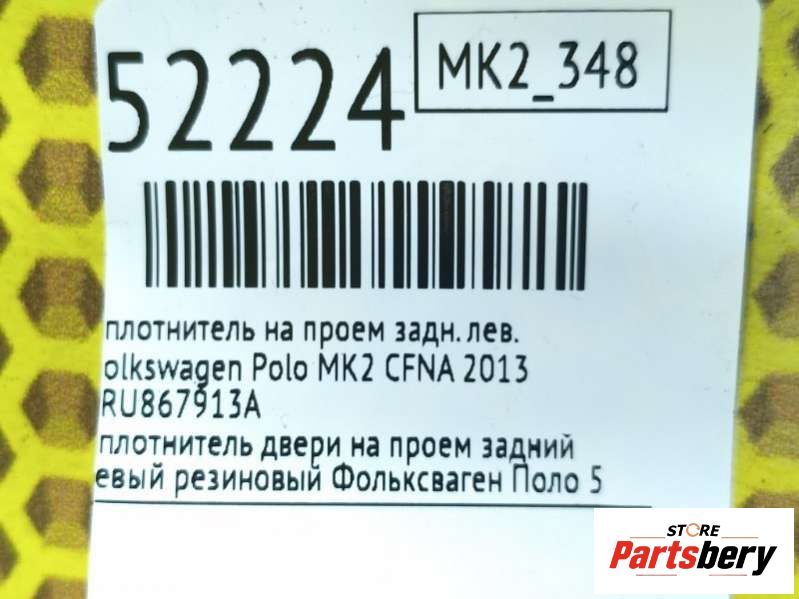 52224
MK2_348
плотнитель на проем задн. лев.
olkswagen Polo MK2 CFNA 2013
RU867913A
плотнитель двери на проем задний
евый резиновый Фольксваген Поло 5
STORE
Partsbery